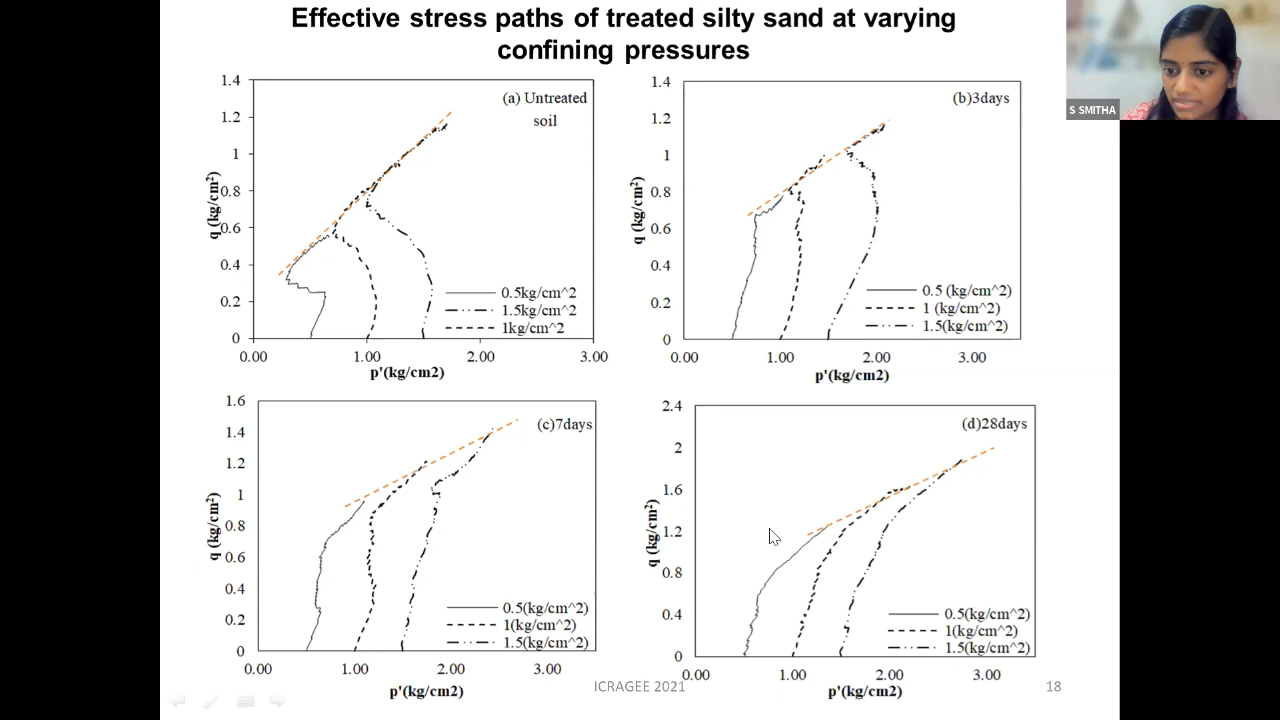 Effective stress paths of treated silty sand at varying
confining pressures
S SMITHA
1.4
1.2
1
0.8
0.6
0.4
0.2
0
q (kg/cm²)
(a) Untreated
soil
0.5kg/cm^2
1.5kg/cm^2
1kg/cm^2
0.00 1.00 2.00 3.00
p'(kg/cm2)
1.4
1.2
1
0.8
0.6
0.4
0.2
0
q (kg/cm²)
(b)3days
0.5 (kg/cm^2)
1 (kg/cm^2)
1.5(kg/cm^2)
0.00 1.00 2.00 3.00
p'(kg/cm2)
1.6
1.4
1.2
1
0.8
0.6
0.4
0.2
0
q (kg/cm²)
(c)7days
0.5(kg/cm^2)
1(kg/cm^2)
1.5(kg/cm^2)
0.00 1.00 2.00 3.00
p'(kg/cm2)
2.4
2
1.6
1.2
0.8
0.4
0
q (kg/cm²)
(d)28days
0.5(kg/cm^2)
1(kg/cm^2)
1.5(kg/cm^2)
0.00 1.00 2.00 3.00
p'(kg/cm2)
ICRAGEE 2021
18